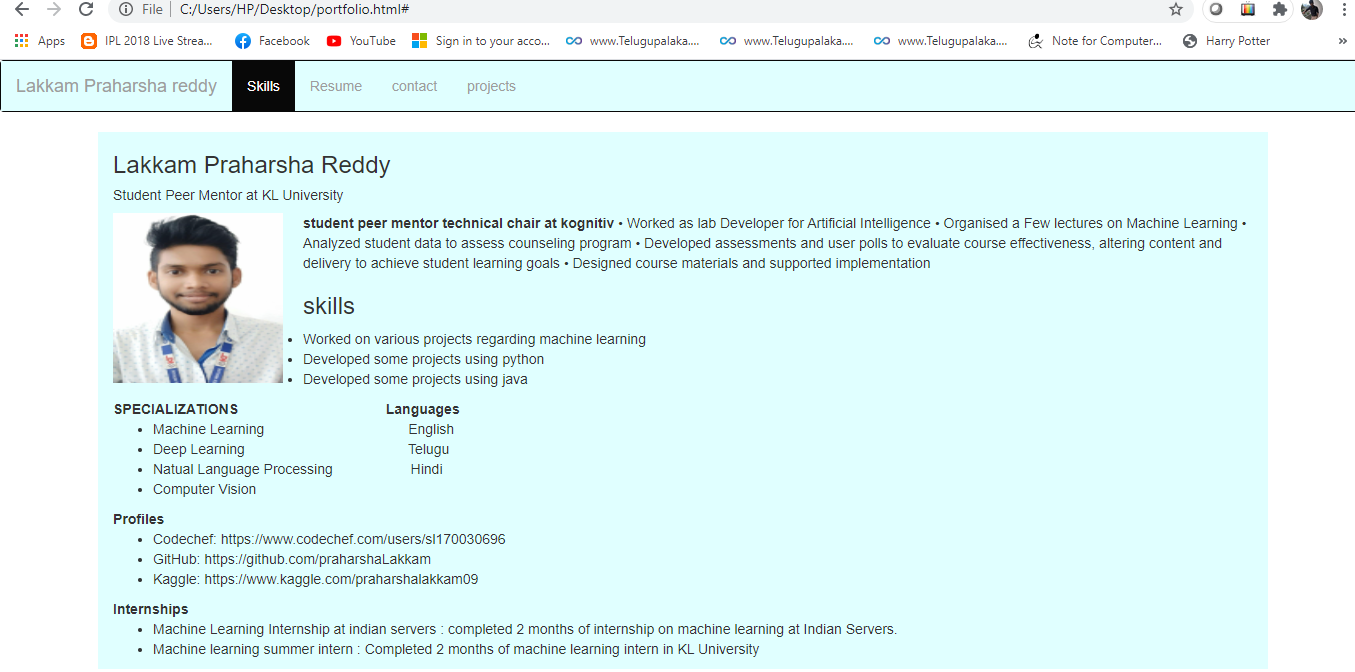 File | C:/Users/HP/Desktop/portfolio.html#
Apps IPL 2018 Live Strea... Facebook YouTube Sign in to your acco... www.Telugupalaka.... www.Telugupalaka.... www.Telugupalaka.... Note for Computer... Harry Potter »
Lakkam Praharsha reddy Skills Resume contact projects
Lakkam Praharsha Reddy
Student Peer Mentor at KL University
student peer mentor technical chair at kognitiv • Worked as lab Developer for Artificial Intelligence • Organised a Few lectures on Machine Learning •
Analyzed student data to assess counseling program • Developed assessments and user polls to evaluate course effectiveness, altering content and
delivery to achieve student learning goals • Designed course materials and supported implementation
skills
• Worked on various projects regarding machine learning
• Developed some projects using python
• Developed some projects using java
SPECIALIZATIONS Languages
• Machine Learning English
• Deep Learning Telugu
• Natual Language Processing Hindi
• Computer Vision
Profiles
• Codechef: https://www.codechef.com/users/sl170030696
• GitHub: https://github.com/praharshaLakkam
• Kaggle: https://www.kaggle.com/praharshalakkam09
Internships
• Machine Learning Internship at indian servers : completed 2 months of internship on machine learning at Indian Servers.
• Machine learning summer intern : Completed 2 months of machine learning intern in KL University